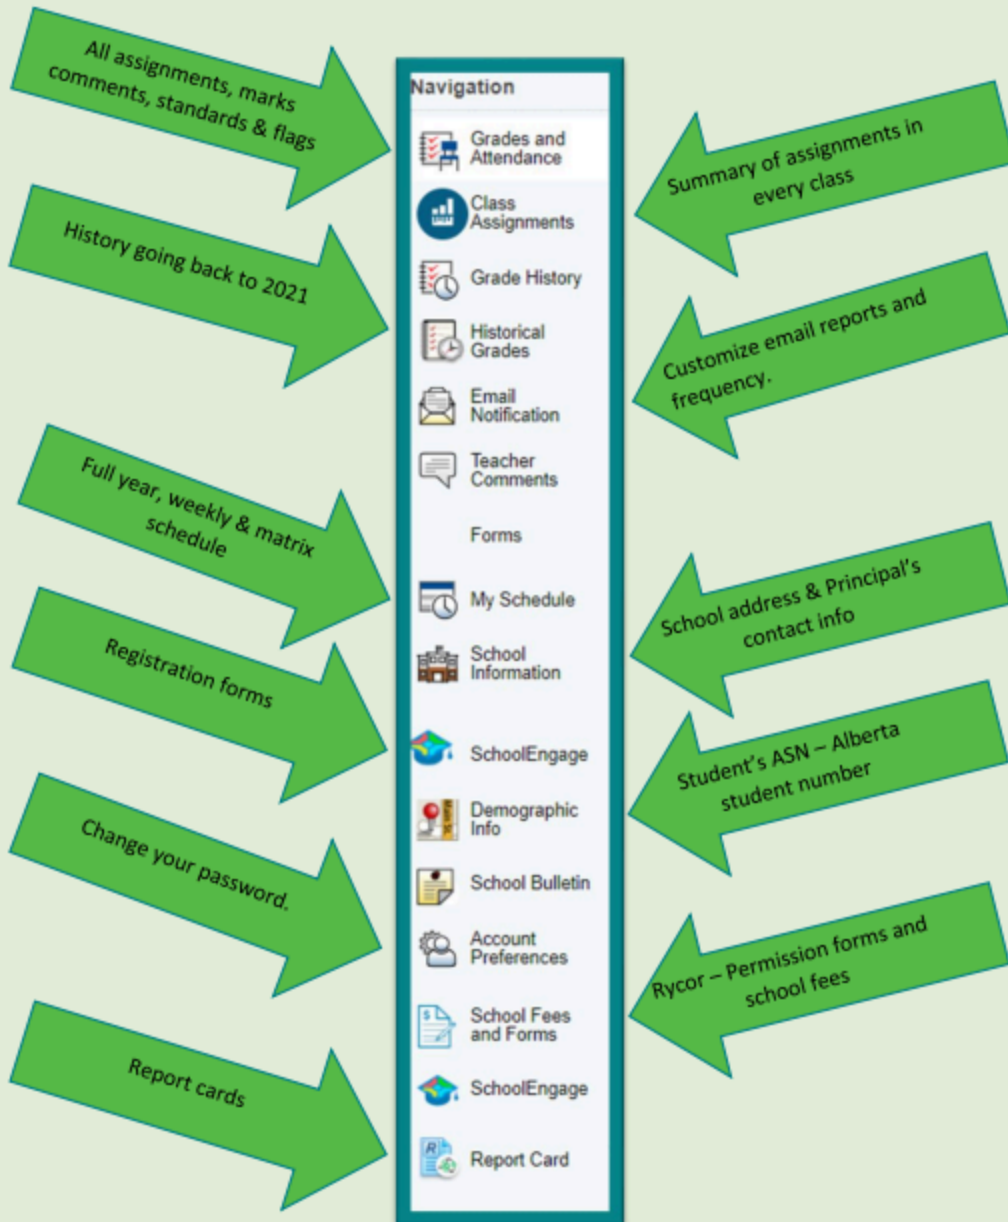 All assignments, marks
comments, standards & flags
History going back to 2021
Full year, weekly & matrix
schedule
Registration forms
Change your password.
Report cards
Navigation
Grades and
Attendance
Class
Assignments
Grade History
Historical
Grades
Email
Notification
Teacher
Comments
Forms
My Schedule
School
Information
SchoolEngage
Demographic
Info
School Bulletin
Account
Preferences
School Fees
and Forms
SchoolEngage
Report Card
Summary of assignments in
every class
Customize email reports and
frequency.
School address & Principal's
contact info
Student's ASN – Alberta
student number
Rycor – Permission forms and
school fees